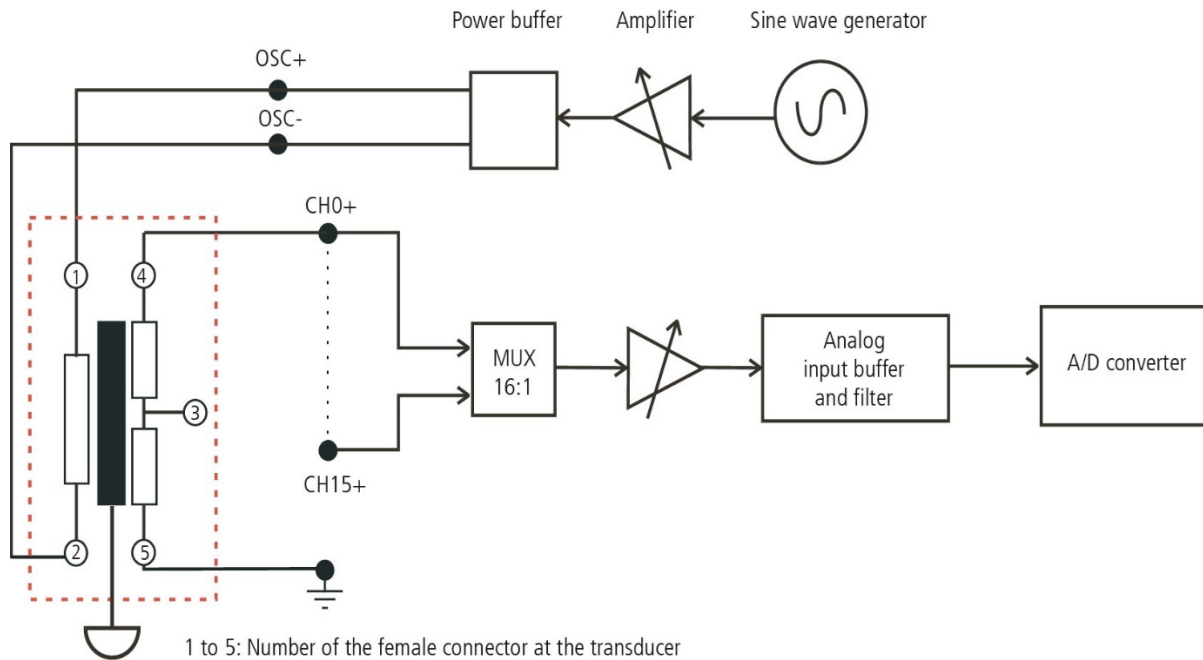 Power buffer
Amplifier
Sine wave generator
OSC+
OSC-
CH0+
1
4
MUX
16:1
Analog
input buffer
and filter
A/D converter
3
CH15+
2
5
1 to 5: Number of the female connector at the transducer